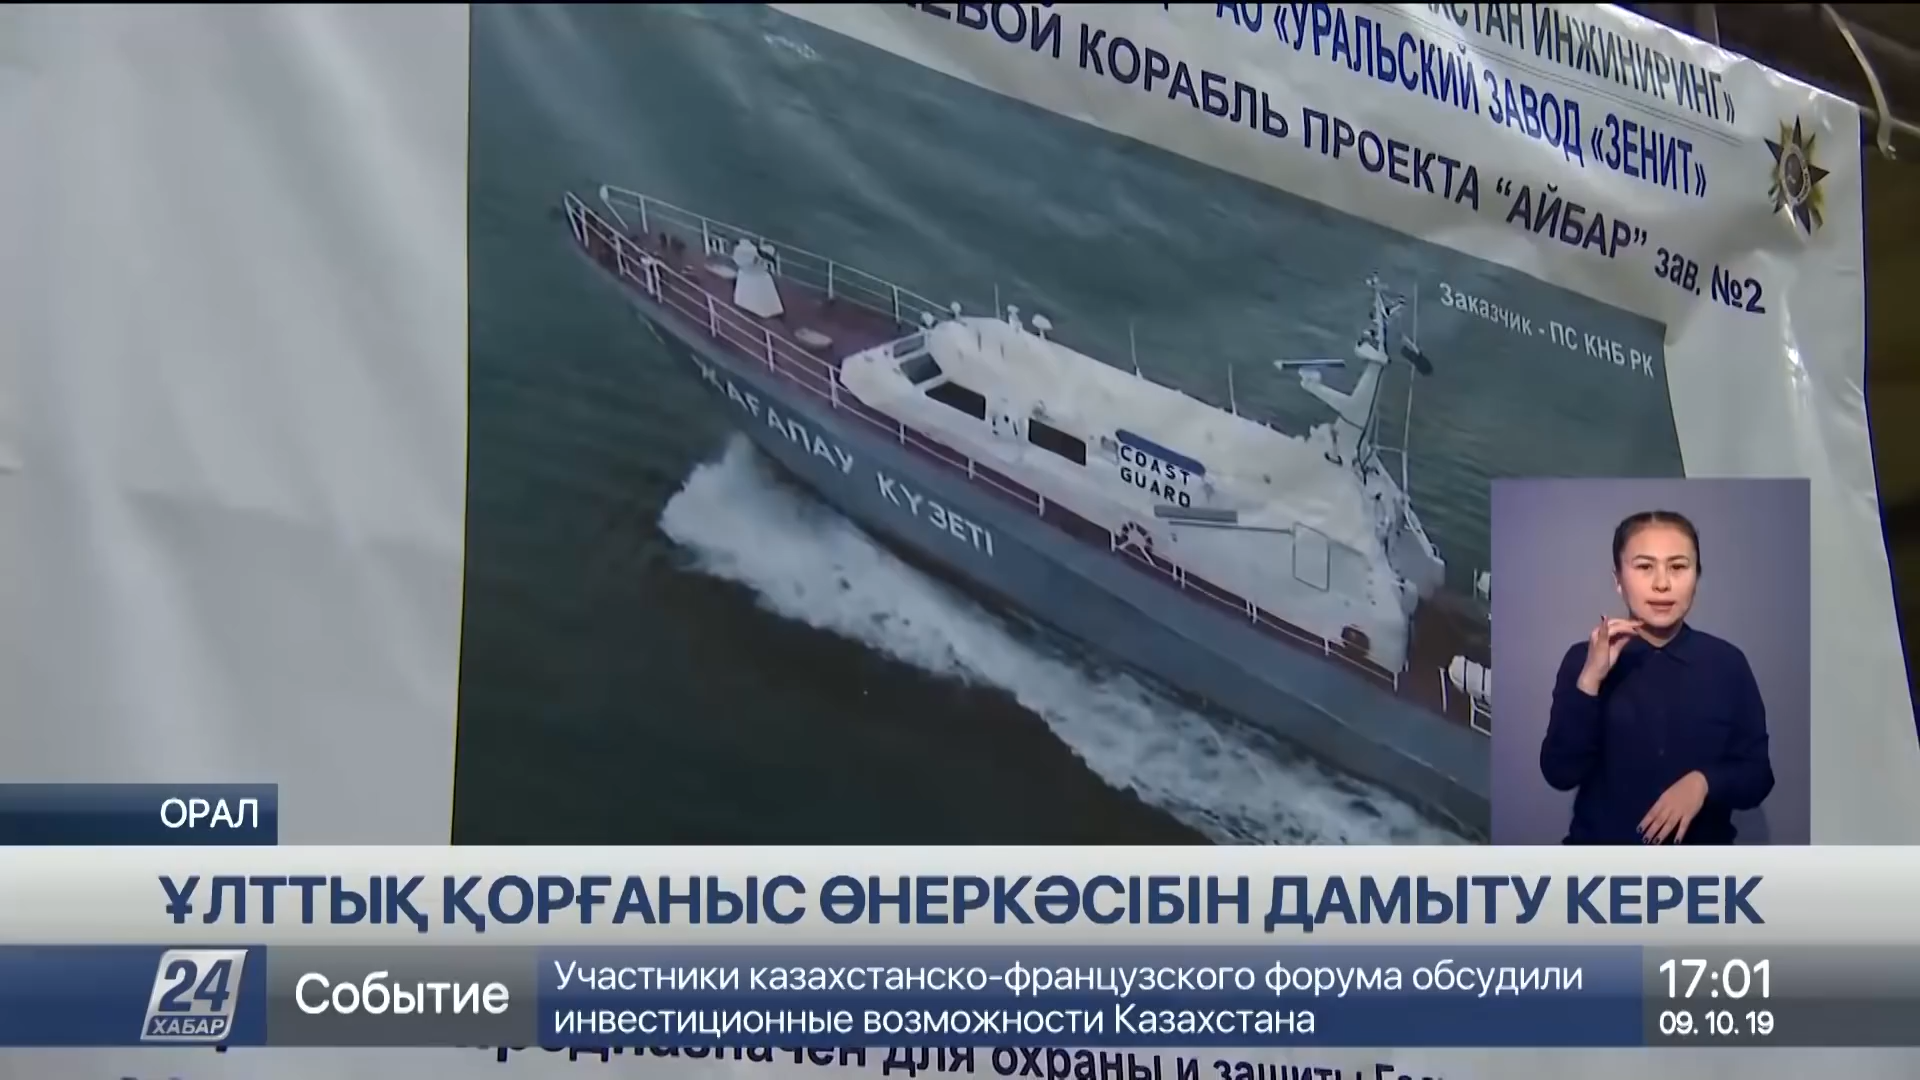 ИНЖИНИРИНГ»
АО «УРАЛЬСКИЙ ЗАВОД «ЗЕНИТ»
КОРАБЛЬ ПРОЕКТА “АЙБАР” зав. №2
Заказчик - ПС КНБ РК
COAST
GUARD
ЖАҒАЛАУ КҮЗЕТІ
ОРАЛ
ҰЛТТЫҚ ҚОРҒАНЫС ӨНЕРКӘСІБІН ДАМЫТУ КЕРЕК
24
ХАБАР
Событие
Участники казахстанско-французского форума обсудили
инвестиционные возможности Казахстана
17:01
09. 10. 19
для охраны и защиты